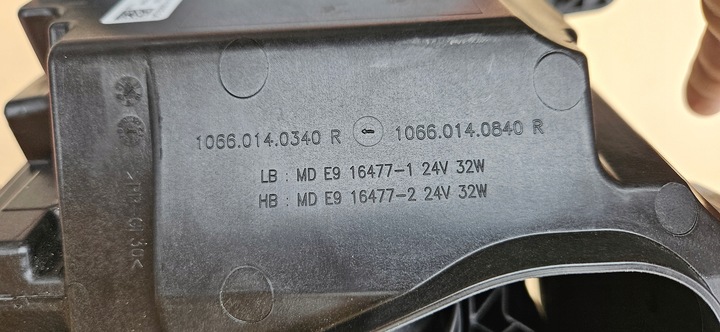 1066.014.0340 R 1066.014.0840 R
LB : MD E9 16477-1 24V 32W
HB : MD E9 16477-2 24V 32W